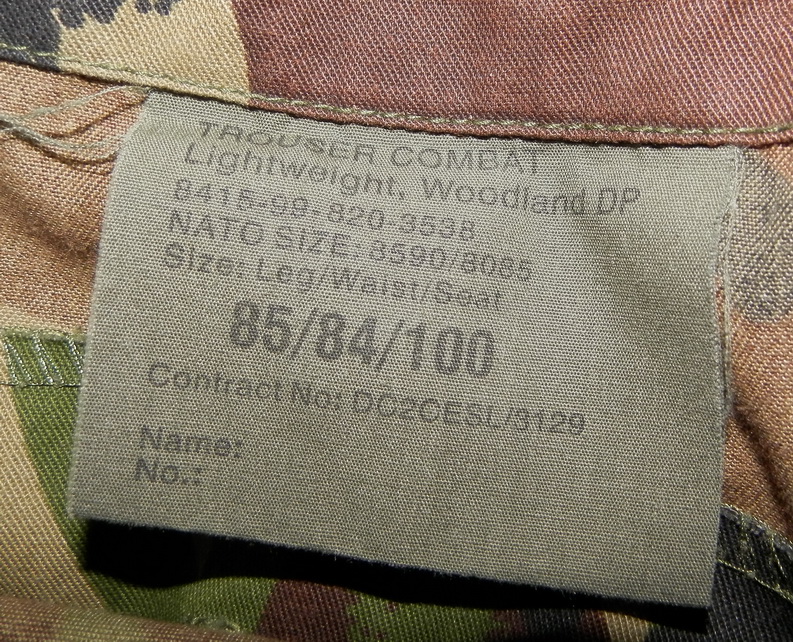 TROUSER COMBAT
Lightweight, Woodland DP
8415-99-820-3538
NATO SIZE: 8590/8085
Size: Leg/Waist/Seat
85/84/100
Contract No: DC2CESL/3129
Name:
No.: